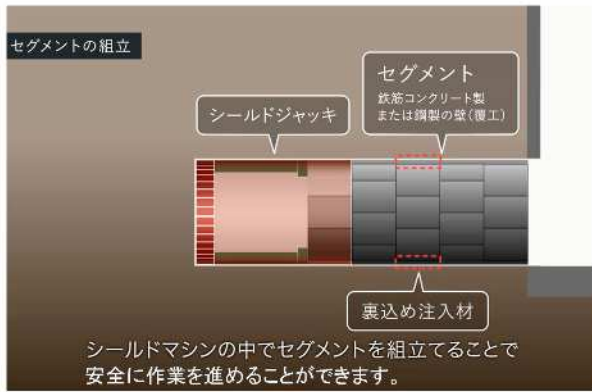 セグメントの組立
セグメント
鉄筋コンクリート製
または鋼製の壁(覆工)
シールドジャッキ
裏込め注入材
シールドマシンの中でセグメントを組立てることで
安全に作業を進めることができます。